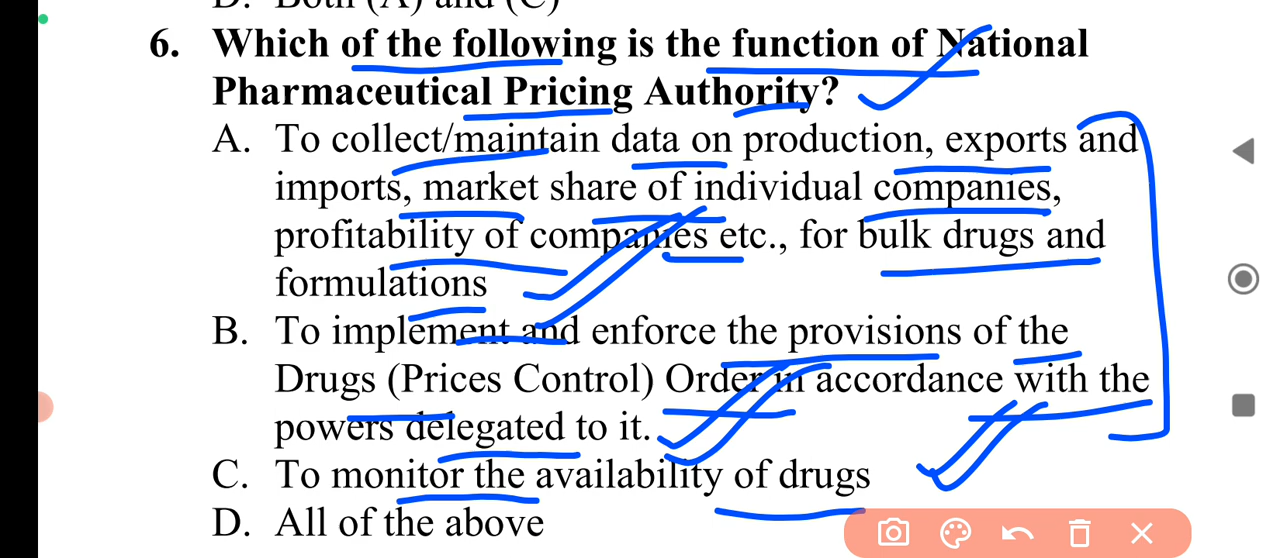 D. Both (A) and (C)
6. Which of the following is the function of National
Pharmaceutical Pricing Authority?
A. To collect/maintain data on production, exports and
imports, market share of individual companies,
profitability of companies etc., for bulk drugs and
formulations
B. To implement and enforce the provisions of the
Drugs (Prices Control) Order in accordance with the
powers delegated to it.
C. To monitor the availability of drugs
D. All of the above